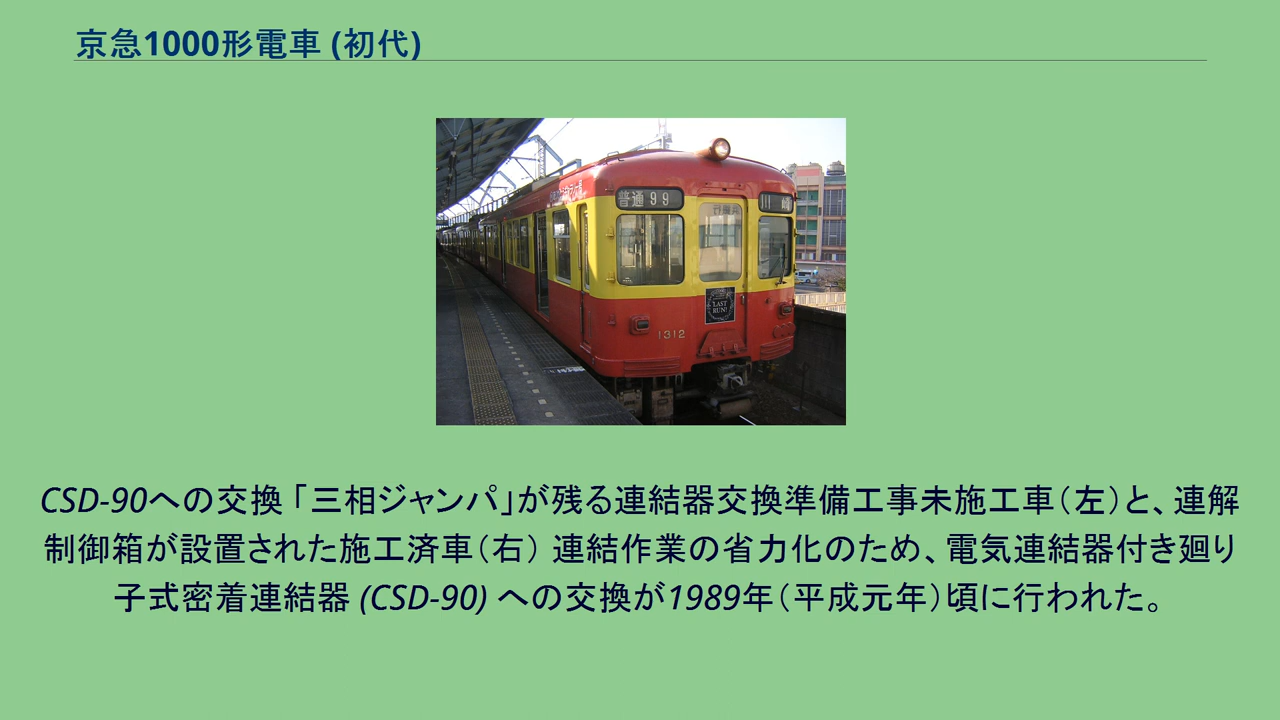 京急1000形電車 (初代)
普通 99
川 崎
LAST
RUN!
1312
CSD-90への交換 「三相ジャンパ」が残る連結器交換準備工事未施工車（左）と、連解
制御箱が設置された施工済車（右） 連結作業の省力化のため、電気連結器付き廻り
子式密着連結器 (CSD-90) への交換が1989年（平成元年）頃に行われた。